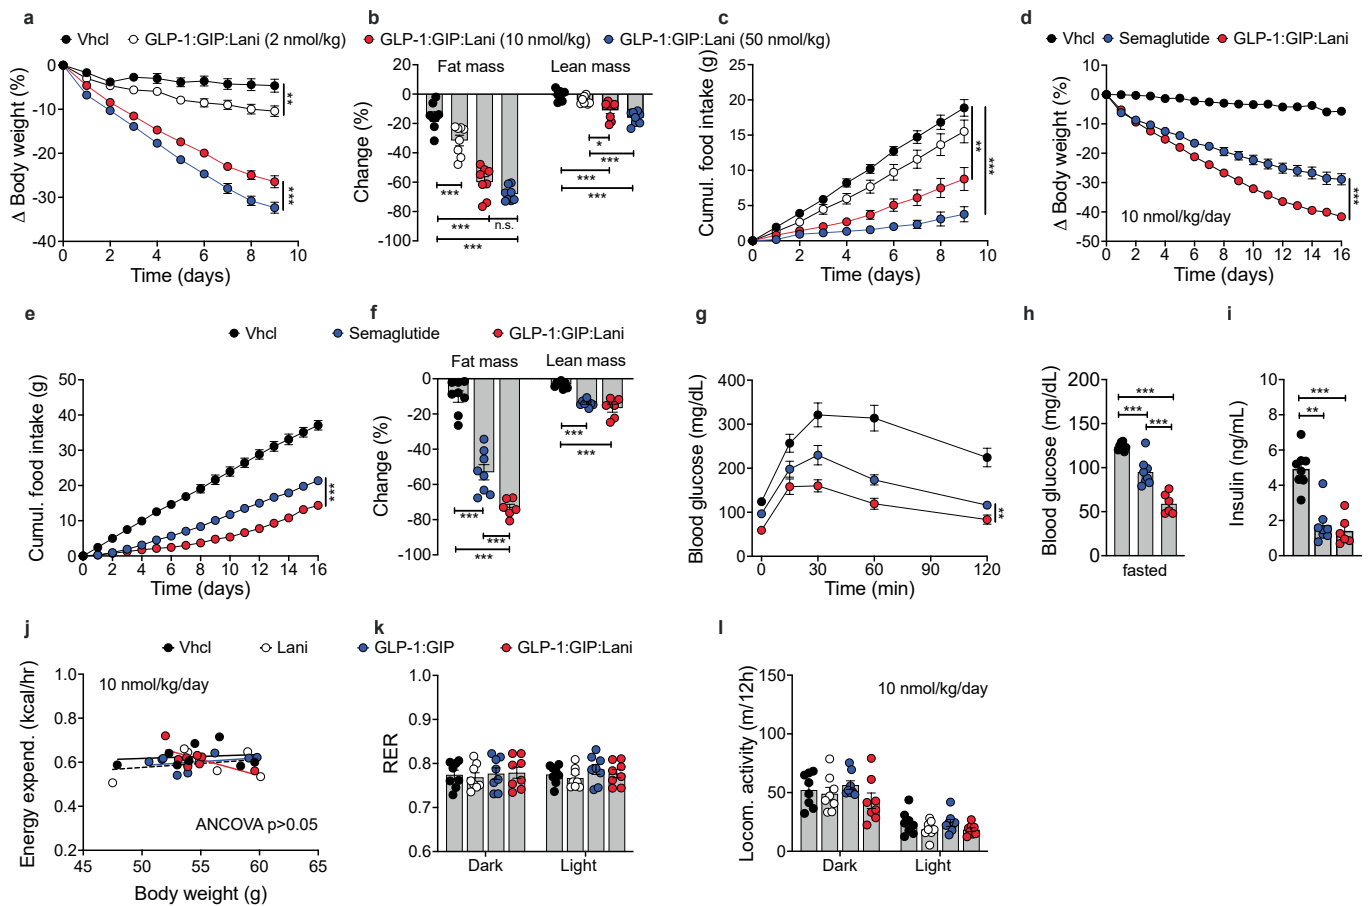 a
b
c
d
Vhcl GLP-1:GIP:Lani (2 nmol/kg) GLP-1:GIP:Lani (10 nmol/kg) GLP-1:GIP:Lani (50 nmol/kg)
Vhcl Semaglutide GLP-1:GIP:Lani
Δ Body weight (%)
0
-10
-20
-30
-40
0 2 4 6 8 10
Time (days)
**
***
Change (%)
20
0
-20
-40
-60
-80
-100
Fat mass Lean mass
***
*** n.s.
***
*
***
***
***
Cumul. food intake (g)
25
20
15
10
5
0
0 2 4 6 8 10
Time (days)
**
***
Δ Body weight (%)
10
0
-10
-20
-30
-40
-50
10 nmol/kg/day
0 2 4 6 8 10 12 14 16
Time (days)
***
e
f
g
h
i
Vhcl Semaglutide GLP-1:GIP:Lani
Cumul. food intake (g)
50
40
30
20
10
0
0 2 4 6 8 10 12 14 16
Time (days)
***
Fat mass Lean mass
Change (%)
0
-20
-40
-60
-80
-100
***
***
***
***
***
Blood glucose (mg/dL)
400
300
200
100
0
0 30 60 90 120
Time (min)
**
Blood glucose (mg/dL)
200
150
100
50
0
***
***
***
fasted
Insulin (ng/mL)
10
8
6
4
2
0
***
**
j
k
l
Vhcl Lani GLP-1:GIP GLP-1:GIP:Lani
Energy expend. (kcal/hr)
1.0
0.8
0.6
0.4
0.2
10 nmol/kg/day
ANCOVA p>0.05
45 50 55 60 65
Body weight (g)
RER
1.0
0.9
0.8
0.7
0.6
Dark Light
Locom. activity (m/12h)
150
100
50
0
10 nmol/kg/day
Dark Light